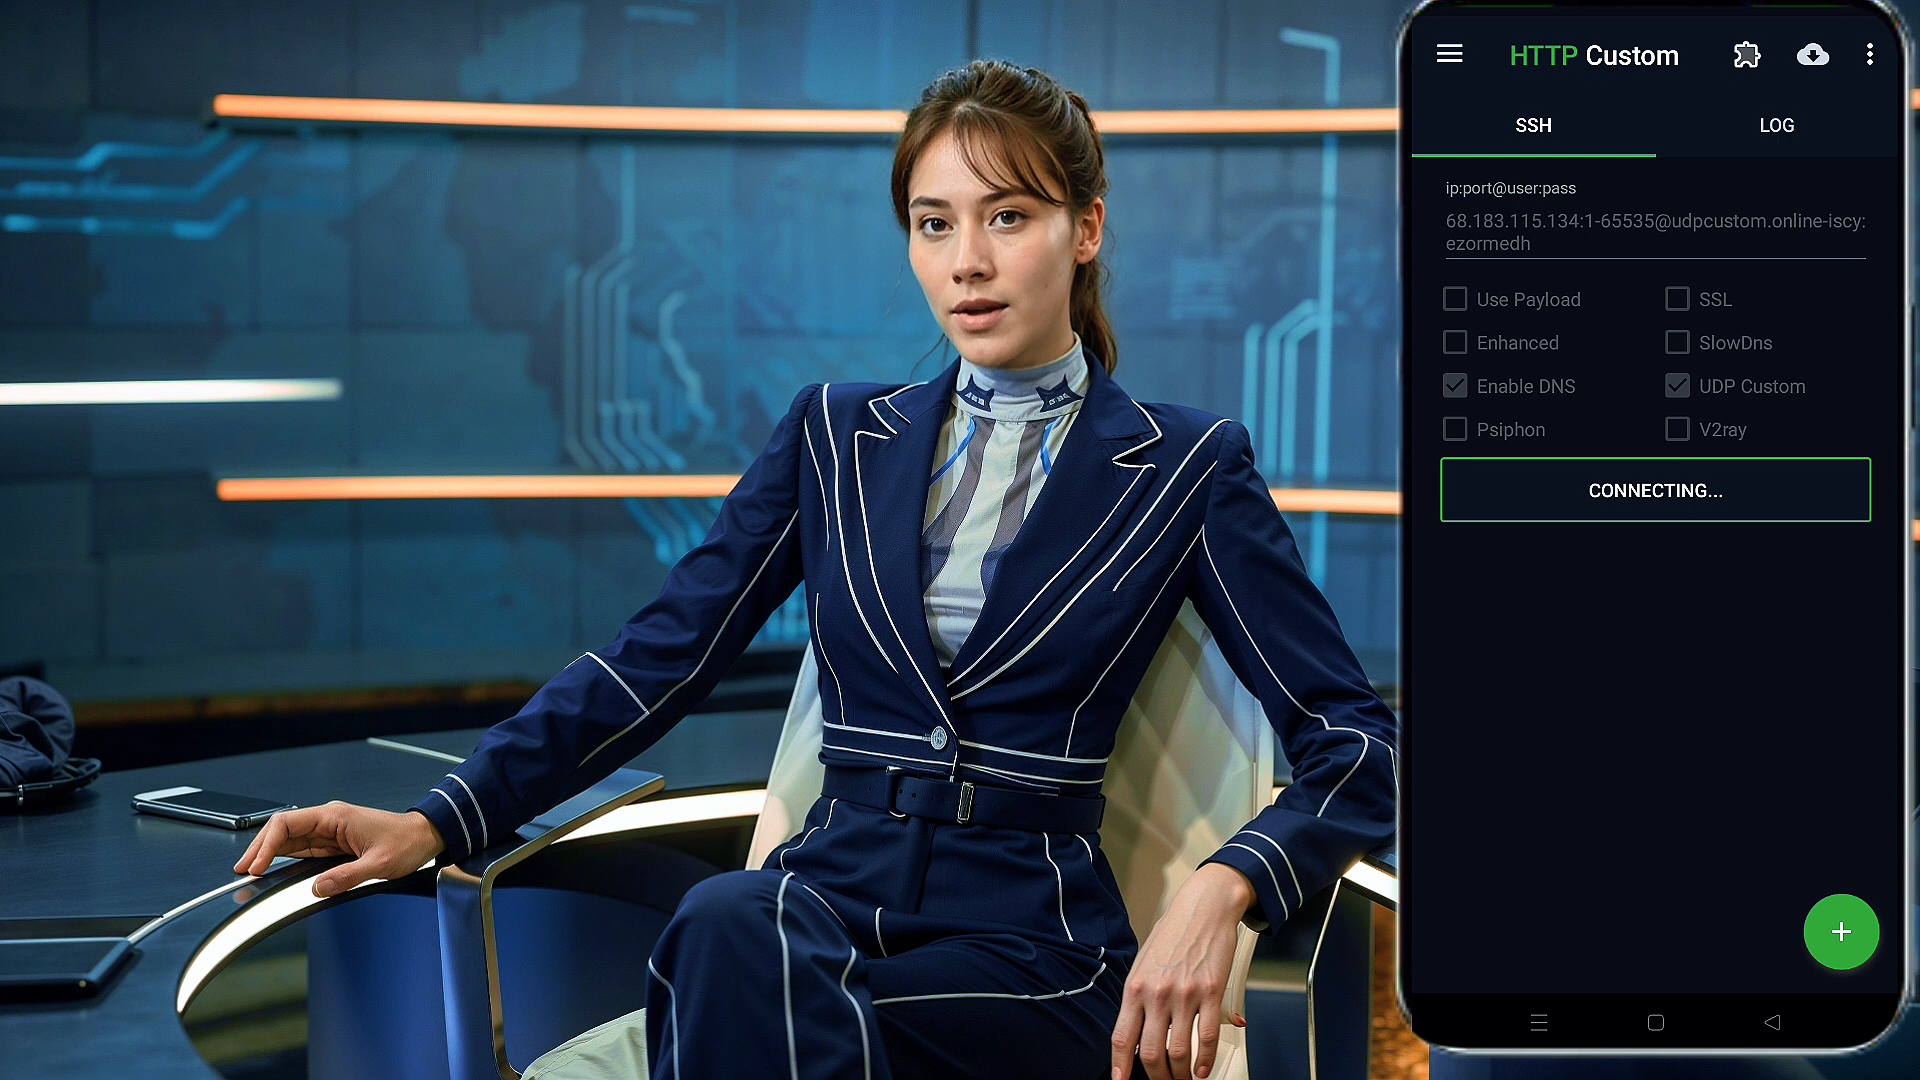 HTTP Custom
SSH
LOG
ip:port@user:pass
68.183.115.134:1-65535@udpcustom.online-iscy:
ezormedh
Use Payload
SSL
Enhanced
SlowDns
Enable DNS
UDP Custom
Psiphon
V2ray
CONNECTING...